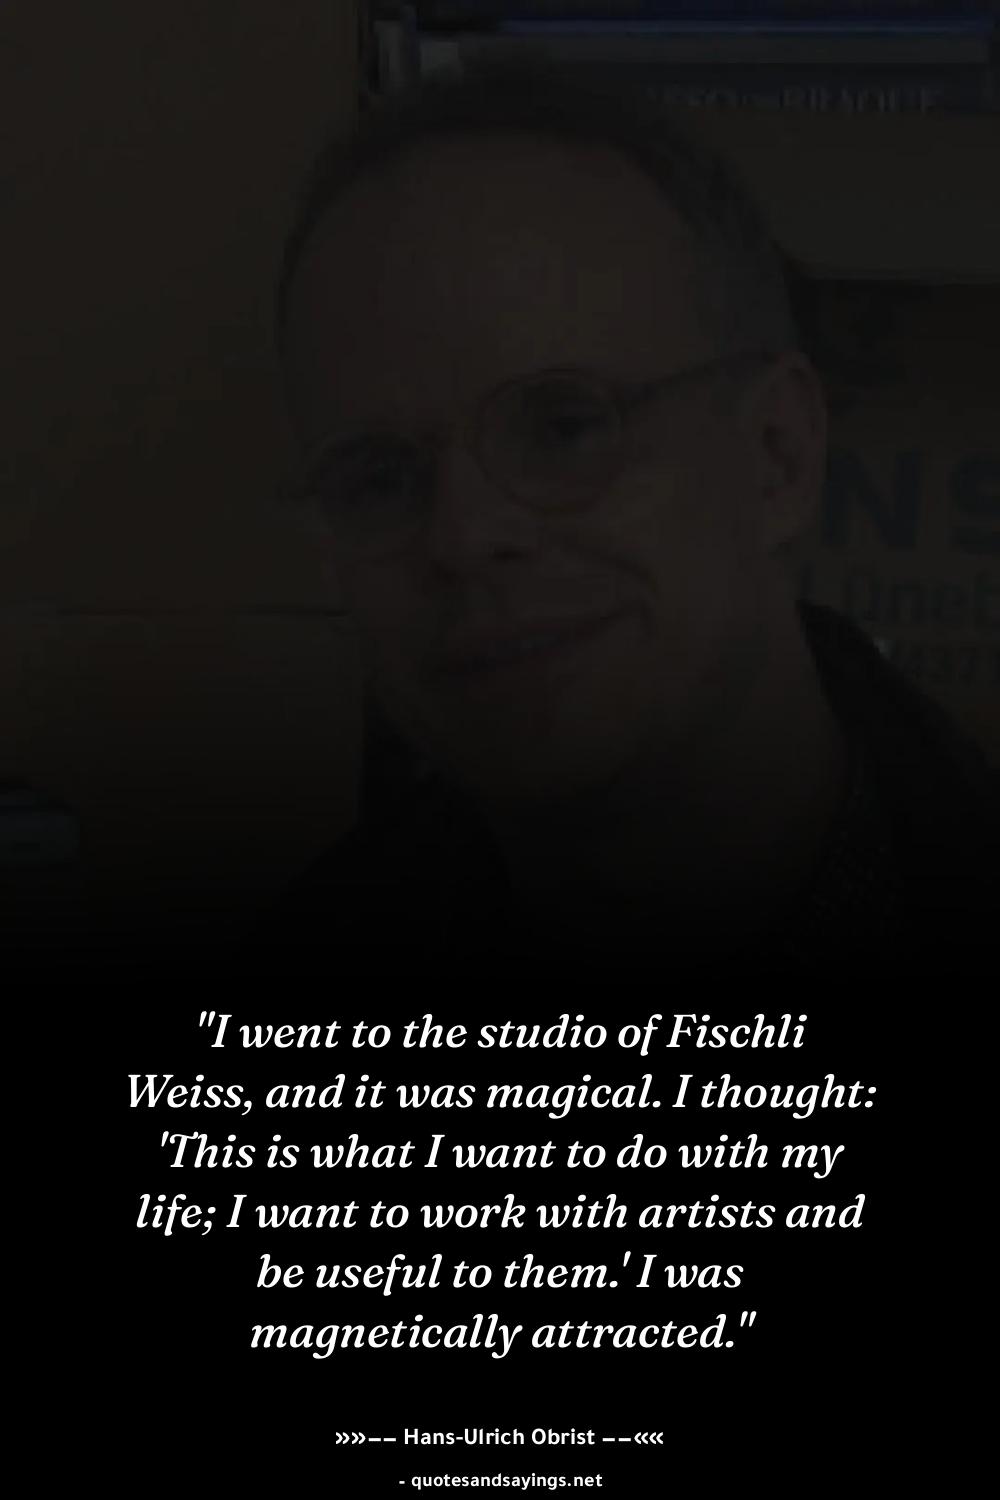 "I went to the studio of Fischli
Weiss, and it was magical. I thought:
'This is what I want to do with my
life; I want to work with artists and
be useful to them.' I was
magnetically attracted."
»»−− Hans-Ulrich Obrist −−««
- quotesandsayings.net